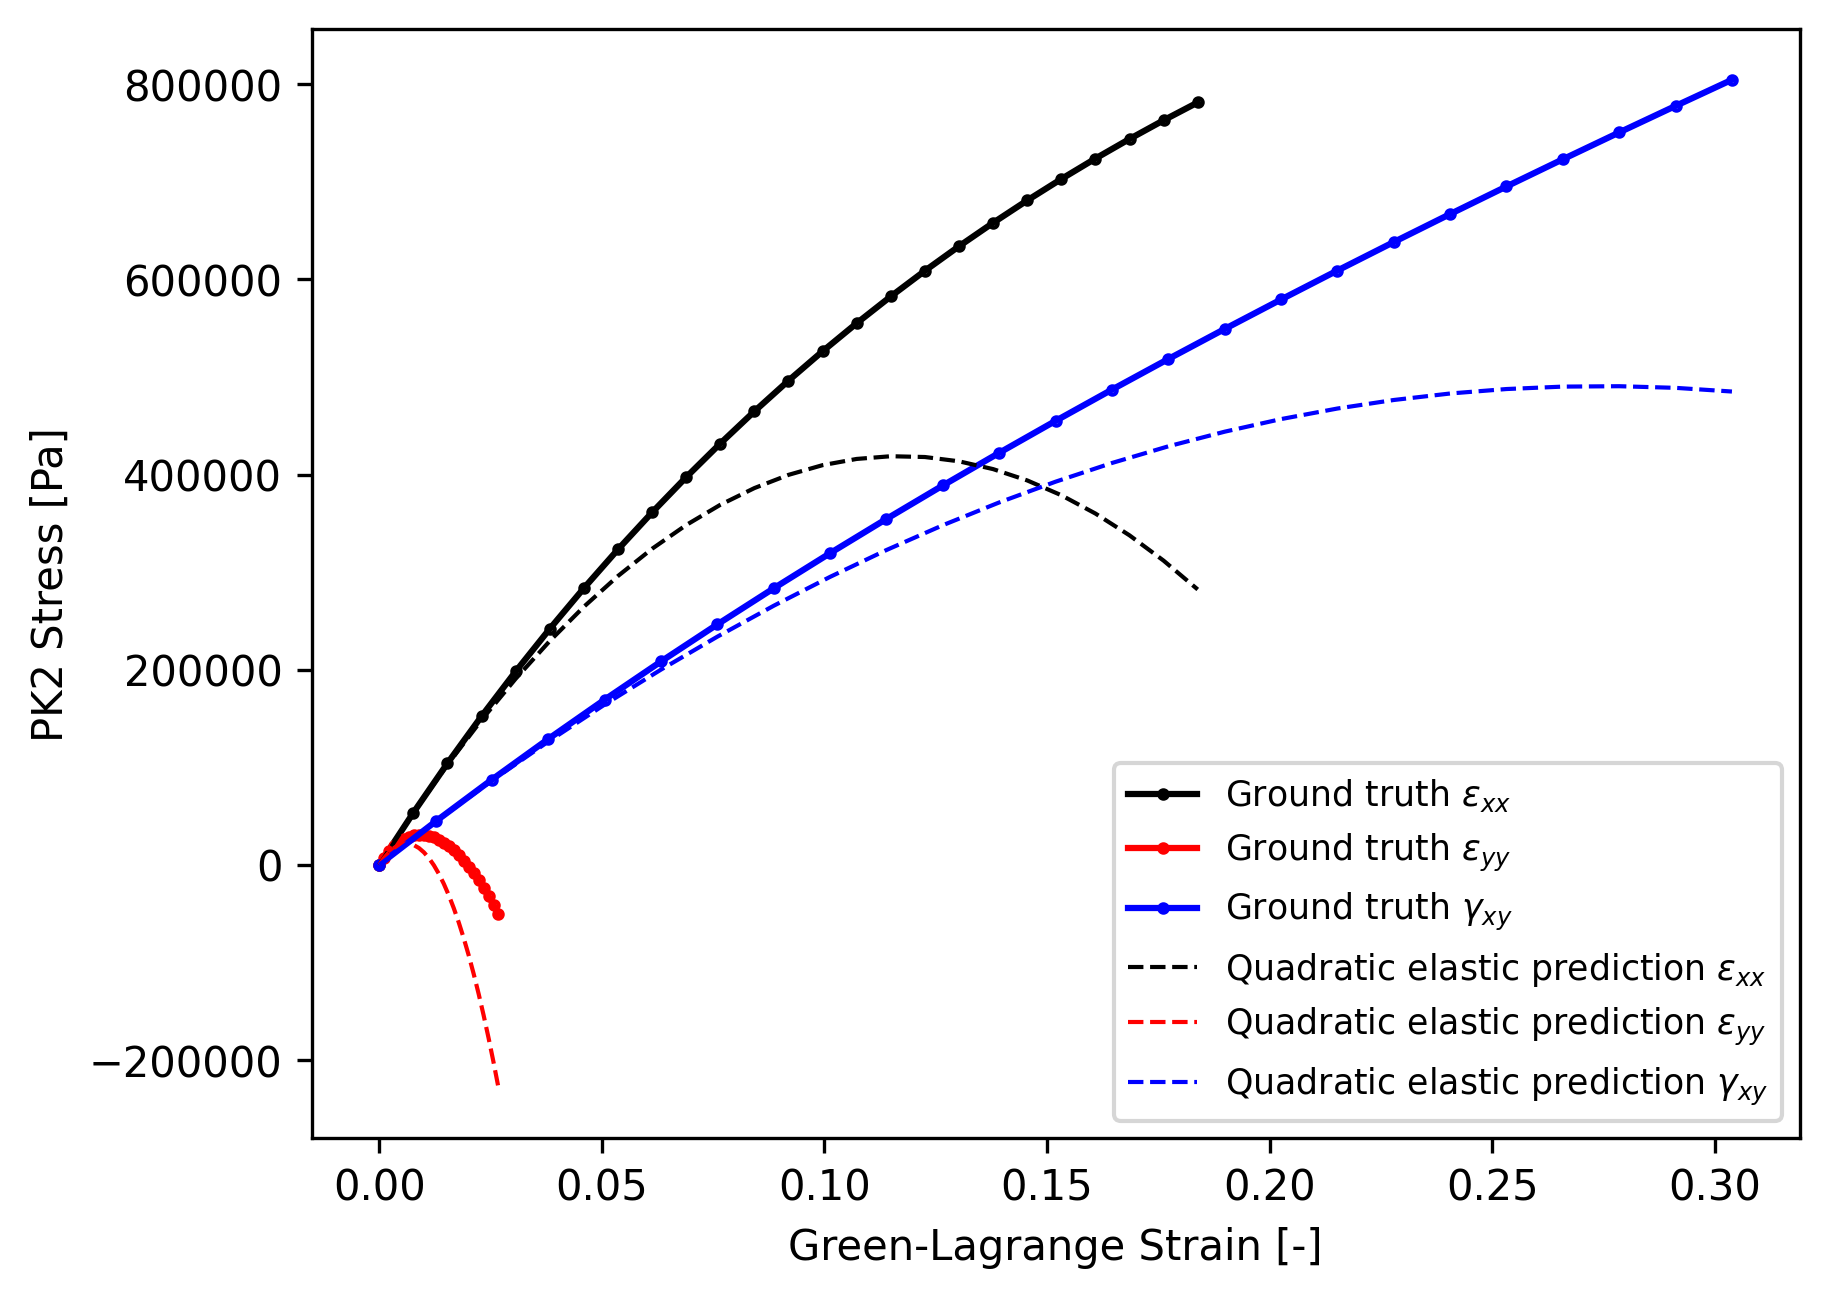 800000
600000
400000
200000
0
−200000
PK2 Stress [Pa]
0.00 0.05 0.10 0.15 0.20 0.25 0.30
Green-Lagrange Strain [-]
Ground truth εxx
Ground truth εyy
Ground truth γxy
Quadratic elastic prediction εxx
Quadratic elastic prediction εyy
Quadratic elastic prediction γxy